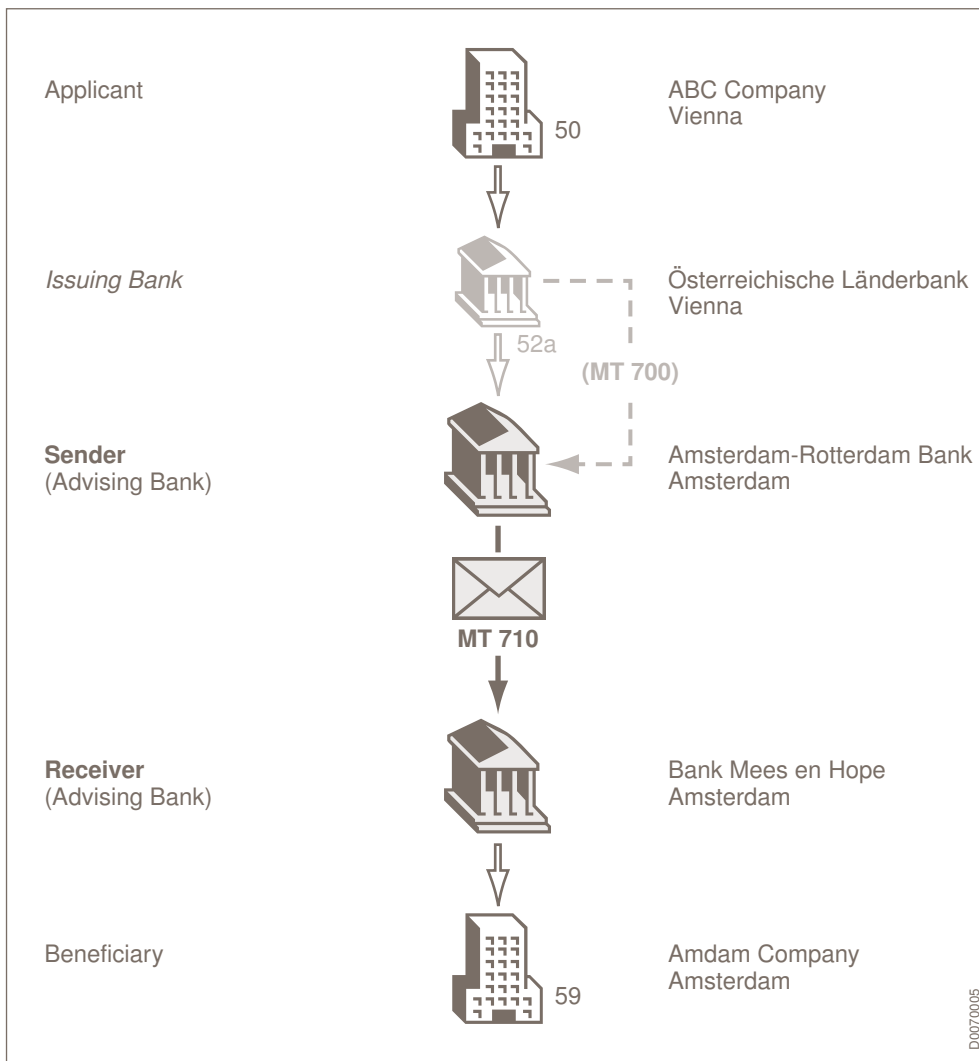 Applicant
50
ABC Company
Vienna
Issuing Bank
52a
(MT 700)
Österreichische Länderbank
Vienna
Sender
(Advising Bank)
Amsterdam-Rotterdam Bank
Amsterdam
MT 710
Receiver
(Advising Bank)
Bank Mees en Hope
Amsterdam
Beneficiary
59
Amdam Company
Amsterdam
D0070005